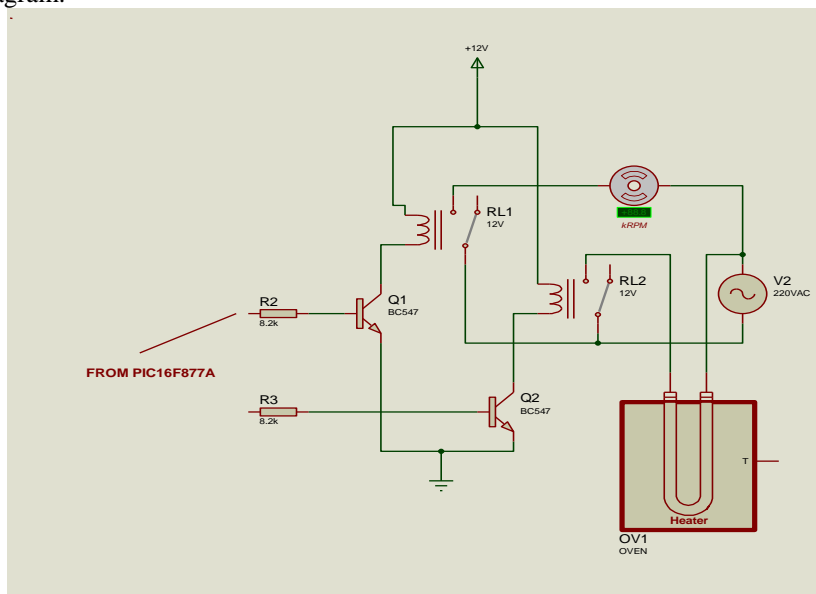 agram:
+12V
RL1
12V
kRPM
RL2
12V
V2
220VAC
R2
8.2k
Q1
BC547
FROM PIC16F877A
R3
8.2k
Q2
BC547
T
Heater
OV1
OVEN